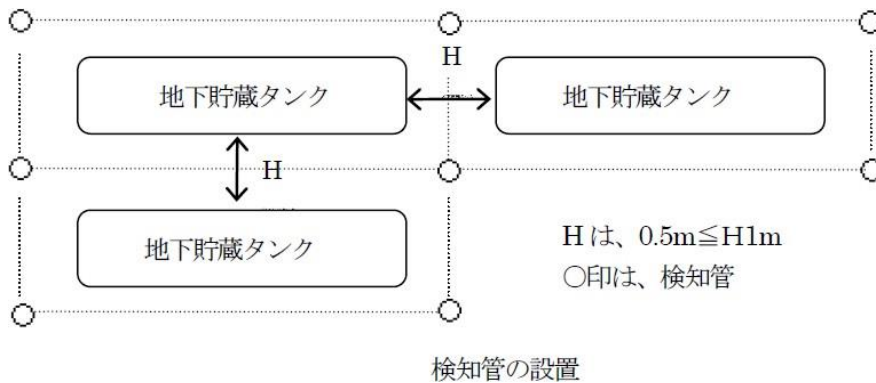 H
地下貯蔵タンク
地下貯蔵タンク
H
地下貯蔵タンク
Hは、0.5m≦H1m
○印は、検知管
検知管の設置